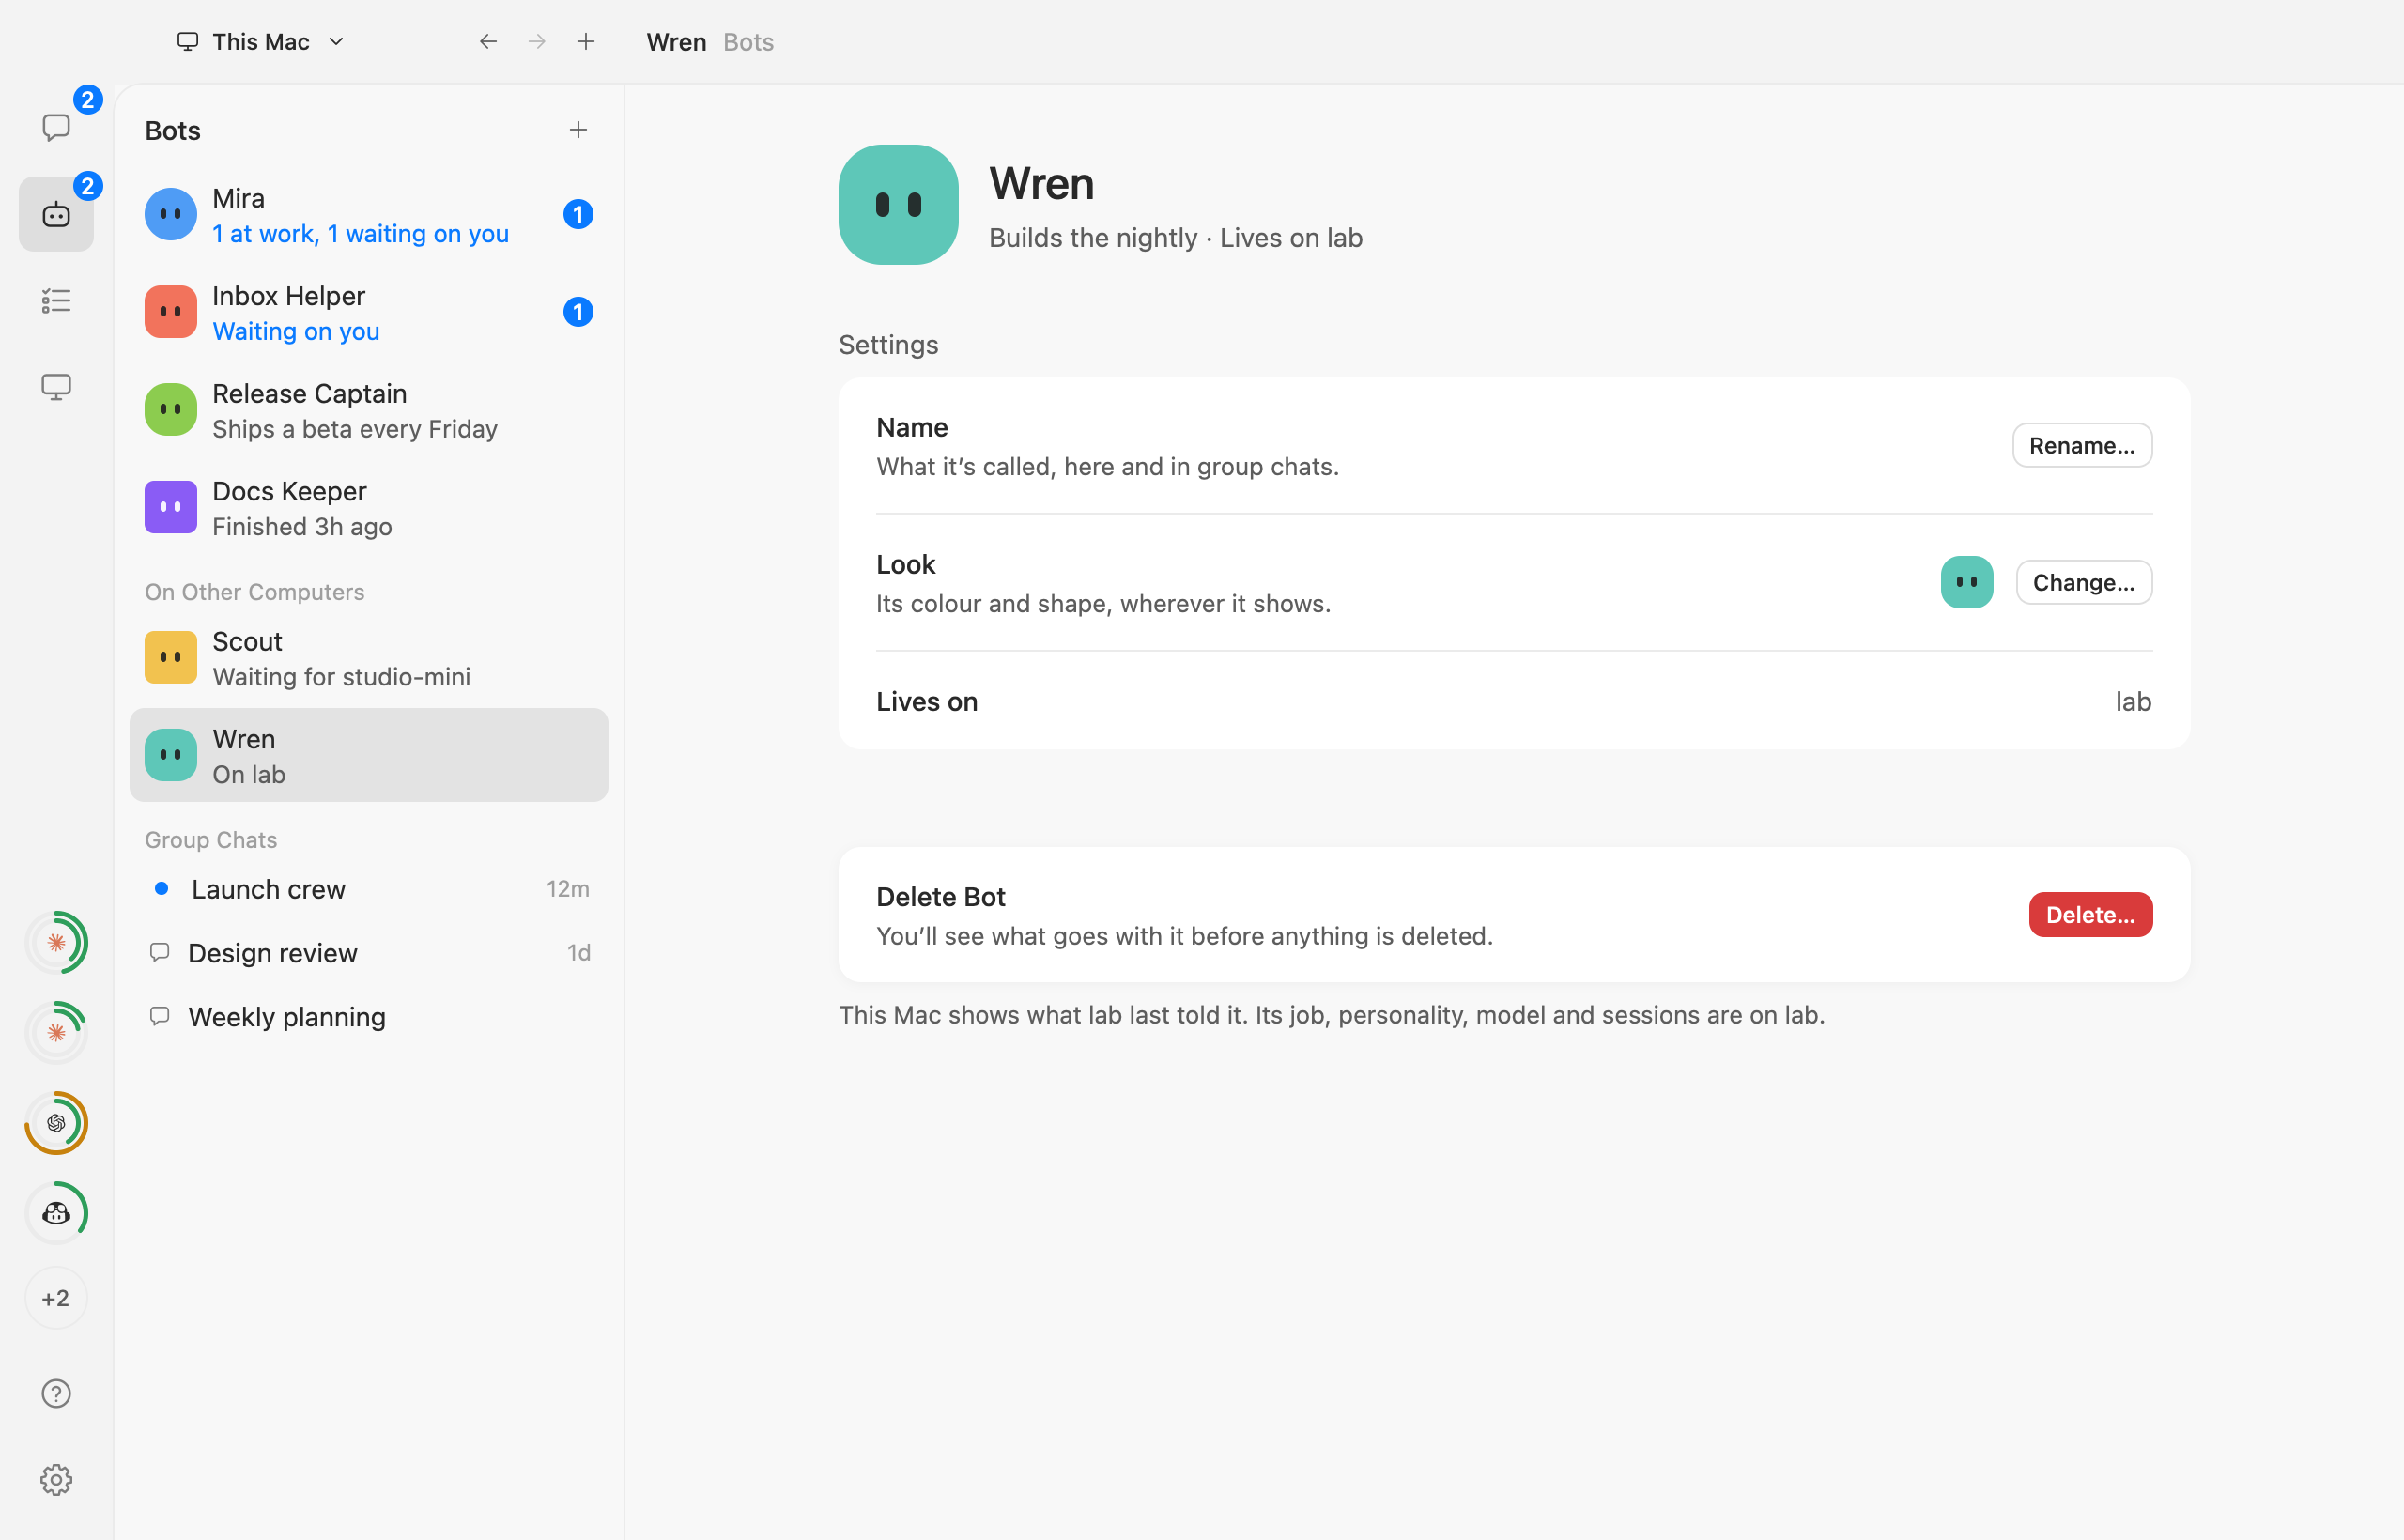 This Mac
Wren Bots
2
2
Bots
Mira
1 at work, 1 waiting on you
1
Inbox Helper
Waiting on you
1
Release Captain
Ships a beta every Friday
Docs Keeper
Finished 3h ago
On Other Computers
Scout
Waiting for studio-mini
Wren
On lab
Group Chats
Launch crew 12m
Design review 1d
Weekly planning
+2
Wren
Builds the nightly · Lives on lab
Settings
Name
What it’s called, here and in group chats.
Rename...
Look
Its colour and shape, wherever it shows.
Change...
Lives on lab
Delete Bot
You’ll see what goes with it before anything is deleted.
Delete...
This Mac shows what lab last told it. Its job, personality, model and sessions are on lab.